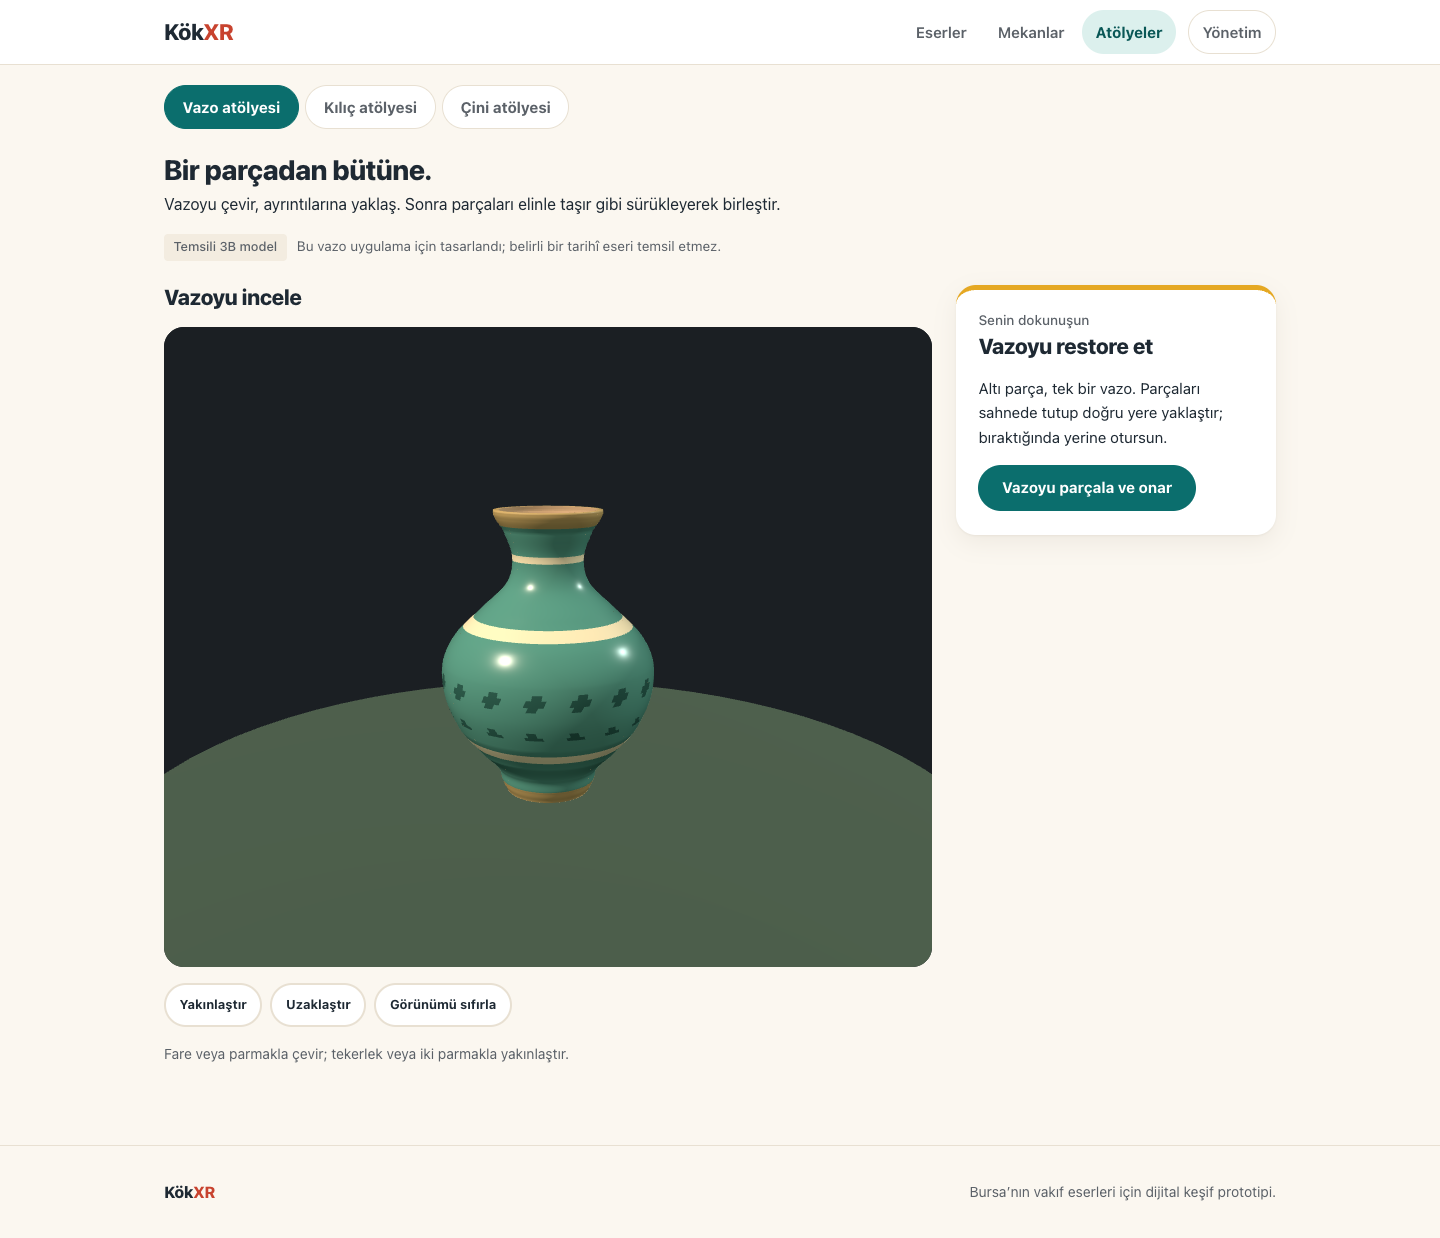 KökXR
Eserler
Mekanlar
Atölyeler
Yönetim
Vazo atölyesi
Kılıç atölyesi
Çini atölyesi
Bir parçadan bütüne.
Vazoyu çevir, ayrıntılarına yaklaş. Sonra parçaları elinle taşır gibi sürükleyerek birleştir.
Temsili 3B model
Bu vazo uygulama için tasarlandı; belirli bir tarihî eseri temsil etmez.
Vazoyu incele
Senin dokunuşun
Vazoyu restore et
Altı parça, tek bir vazo. Parçaları
sahnede tutup doğru yere yaklaştır;
bıraktığında yerine otursun.
Vazoyu parçala ve onar
Yakınlaştır
Uzaklaştır
Görünümü sıfırla
Fare veya parmakla çevir; tekerlek veya iki parmakla yakınlaştır.
KökXR
Bursa’nın vakıf eserleri için dijital keşif prototipi.